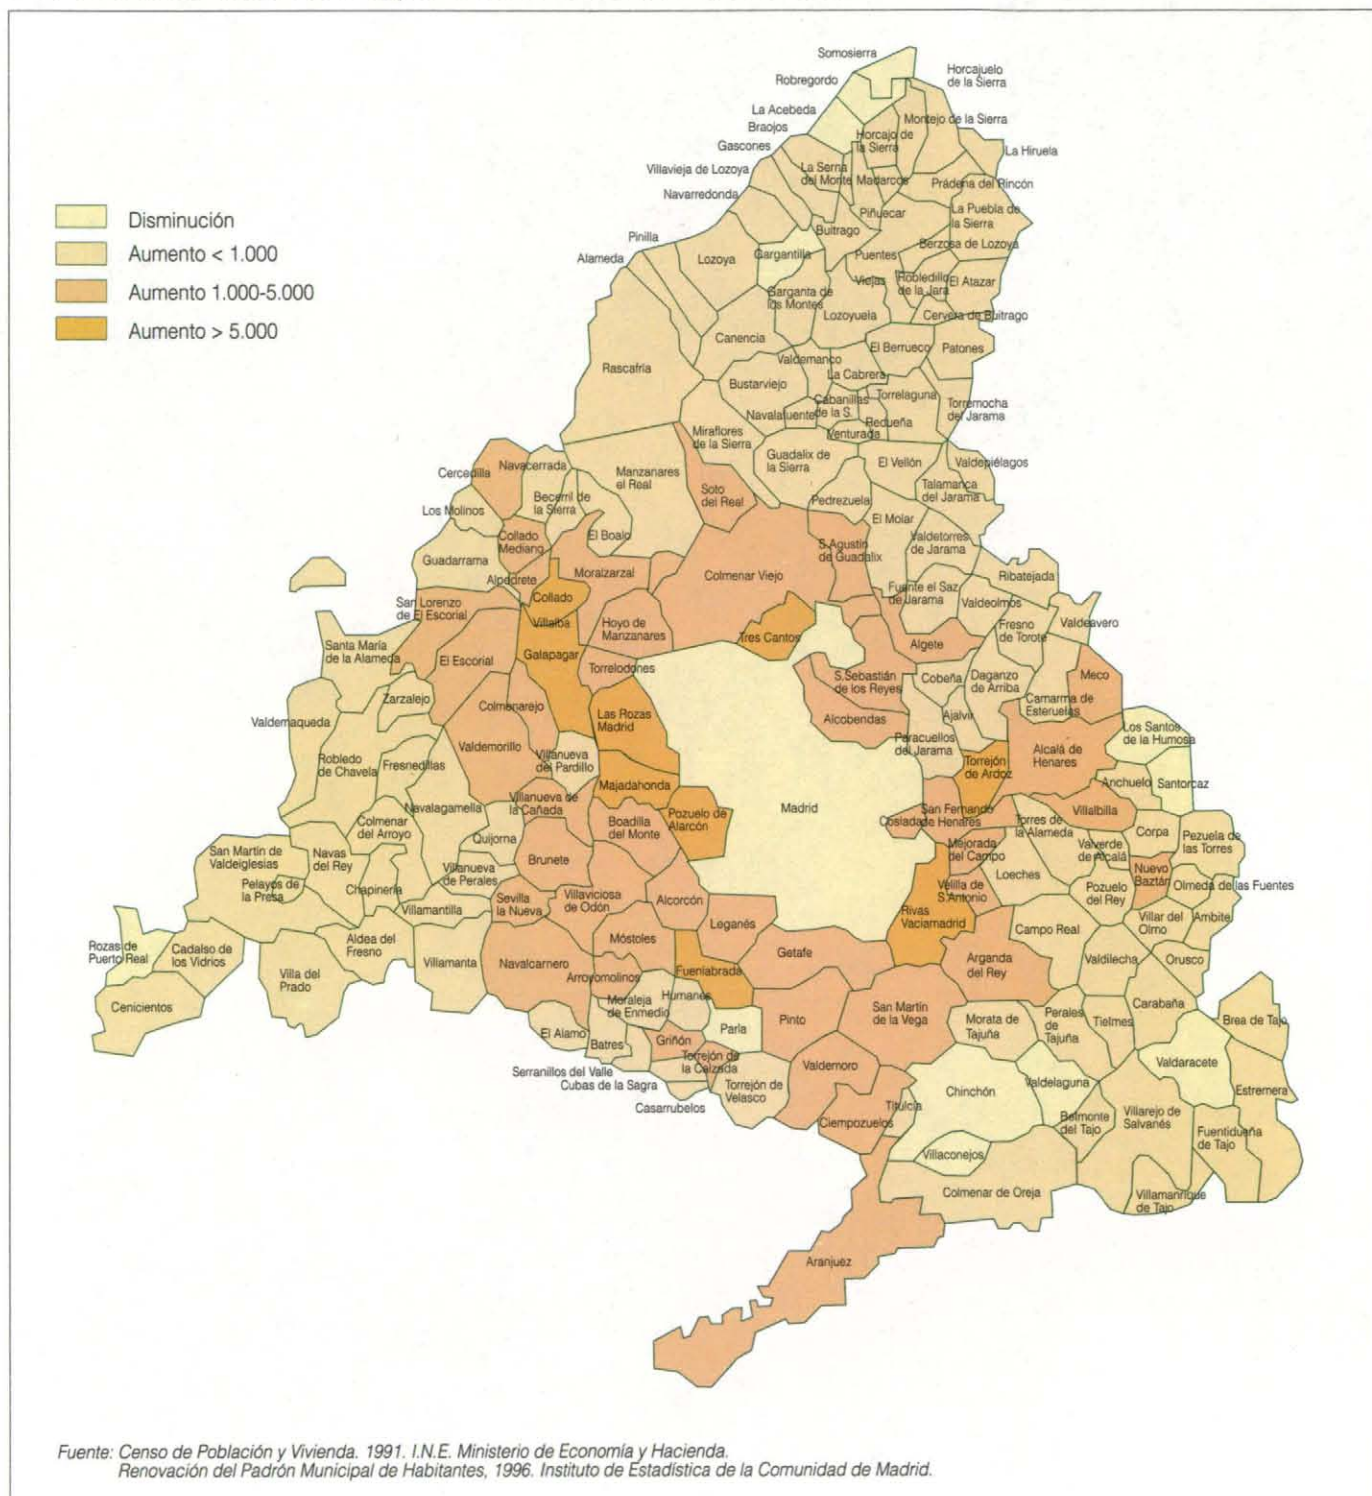 Somosierra
Robregordo
Horcajuelo
de la Sierra
La Acebeda
Braojos
Montejo de la Sierra
Horcajo de
la Sierra
Gascones
La Hiruela
Villavieja de Lozoya
La Serna
del Monte
Madarcos
Prádena del Rincón
Navarredonda
Piñuecar
La Puebla de
la Sierra
Disminución
Aumento < 1.000
Aumento 1.000-5.000
Aumento > 5.000
Buitrago
Berzosa de Lozoya
Pinilla
Alameda
Lozoya
Gargantilla
Puentes
Viejas
Robledillo
de la Jara
El Atazar
Garganta de
los Montes
Lozoyuela
Cervera de Buitrago
Canencia
El Berrueco
Patones
Valdemanco
Rascafría
La Cabrera
Bustarviejo
Cabanillas
de la S.
Torrelaguna
Torremocha
del Jarama
Navalafuente
Redueña
Venturada
Miraflores
de la Sierra
Guadalix de
la Sierra
El Vellón
Valdepiélagos
Cercedilla
Navacerrada
Manzanares
el Real
Soto
del Real
Talamanca
del Jarama
Becerril de
la Sierra
Pedrezuela
Los Molinos
El Molar
Collado
Mediano
El Boalo
S. Agustín
de Guadalix
Valdetorres
de Jarama
Guadarrama
Moralzarzal
Colmenar Viejo
Alpedrete
Ribatejada
Fuente el Saz
de Jarama
Collado
Villalba
San Lorenzo
de El Escorial
Valdeolmos
Hoyo de
Manzanares
Fresno
de Torote
Valdeavero
Tres Cantos
Santa María
de la Alameda
El Escorial
Galapagar
Algete
Torrelodones
S. Sebastián
de los Reyes
Cobeña
Daganzo
de Arriba
Meco
Zarzalejo
Colmenarejo
Camarma de
Esteruelas
Valdemaqueda
Las Rozas
Madrid
Alcobendas
Ajalvir
Los Santos
de la Humosa
Valdemorillo
Paracuellos
del Jarama
Robledo
de Chavela
Fresnedillas
Villanueva
del Pardillo
Torrejón
de Ardoz
Alcalá de
Henares
Majadahonda
Anchuelo
Santorcaz
Navalagamella
Villanueva de
la Cañada
Madrid
San Fernando
de Henares
Coslada
Villalbilla
Colmenar
del Arroyo
Boadilla
del Monte
Pozuelo de
Alarcón
Torres de
la Alameda
Corpa
Pezuela de
las Torres
Quijorna
San Martín de
Valdeiglesias
Navas
del Rey
Brunete
Mejorada
del Campo
Valverde
de Alcalá
Villanueva
de Perales
Loeches
Nuevo
Baztán
Pelayos de
la Presa
Chapinería
Sevilla
la Nueva
Villaviciosa
de Odón
Alcorcón
Velilla de
S. Antonio
Pozuelo
del Rey
Olmeda de las Fuentes
Villamantilla
Leganés
Rivas
Vaciamadrid
Villar del
Olmo
Ambite
Rozas de
Puerto Real
Cadalso de
los Vidrios
Aldea del
Fresno
Móstoles
Getafe
Campo Real
Villa del
Prado
Villamanta
Navalcarnero
Fuenlabrada
Arganda
del Rey
Valdilecha
Orusco
Arroyomolinos
Cenicientos
Moraleja
de Enmedio
Humanes
Carabaña
San Martín
de la Vega
Morata de
Tajuña
Perales
de
Tajuña
Tielmes
Brea de Tajo
El Alamo
Parla
Pinto
Batres
Griñón
Torrejón de
la Calzada
Valdaracete
Serranillos del Valle
Cubas de la Sagra
Valdemoro
Torrejón de
Velasco
Chinchón
Valdelaguna
Estremera
Casarrubelos
Titulcia
Ciempozuelos
Belmonte
del Tajo
Villarejo de
Salvanés
Fuentidueña
de Tajo
Villaconejos
Colmenar de Oreja
Villamanrique
de Tajo
Aranjuez
Fuente: Censo de Población y Vivienda. 1991. I.N.E. Ministerio de Economía y Hacienda.
Renovación del Padrón Municipal de Habitantes, 1996. Instituto de Estadística de la Comunidad de Madrid.